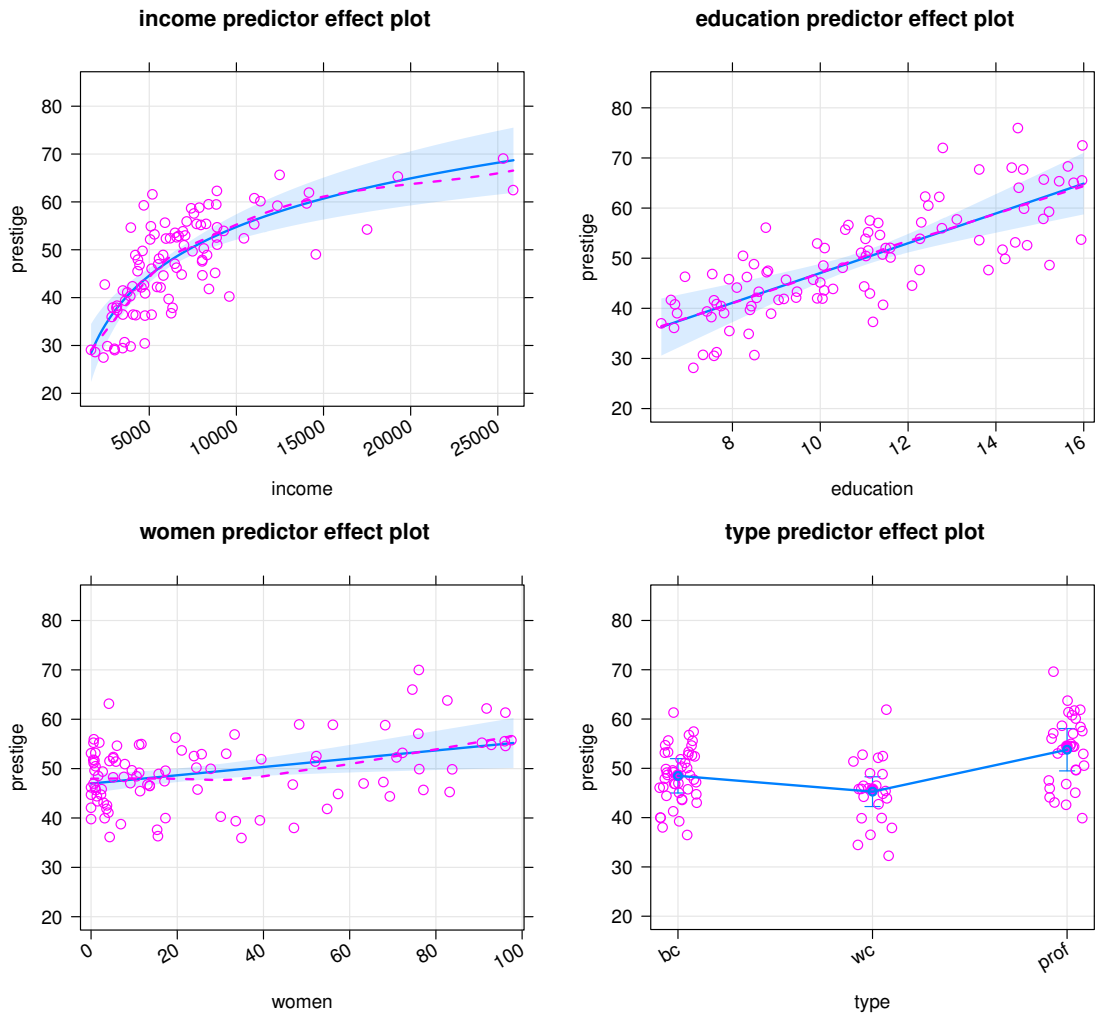 income predictor effect plot
prestige
80
70
60
50
40
30
20
5000
10000
15000
20000
25000
income
education predictor effect plot
prestige
80
70
60
50
40
30
20
8
10
12
14
16
education
women predictor effect plot
prestige
80
70
60
50
40
30
20
0
20
40
60
80
100
women
type predictor effect plot
prestige
80
70
60
50
40
30
20
bc
wc
prof
type